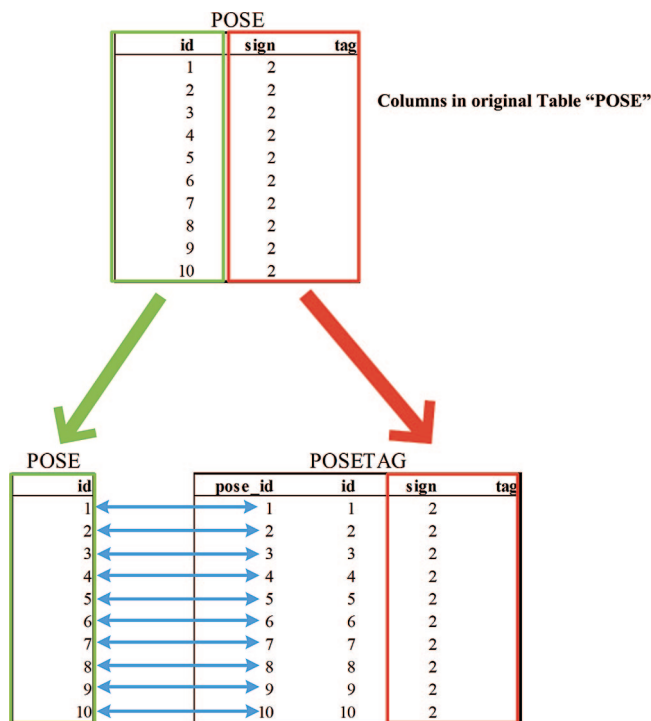 POSE
id sign tag
1 2
2 2
3 2
4 2
5 2
6 2
7 2
8 2
9 2
10 2
Columns in original Table “POSE”
POSE
id
1
2
3
4
5
6
7
8
9
10
POSETAG
pose_id id sign tag
1 1 2
2 2 2
3 3 2
4 4 2
5 5 2
6 6 2
7 7 2
8 8 2
9 9 2
10 10 2